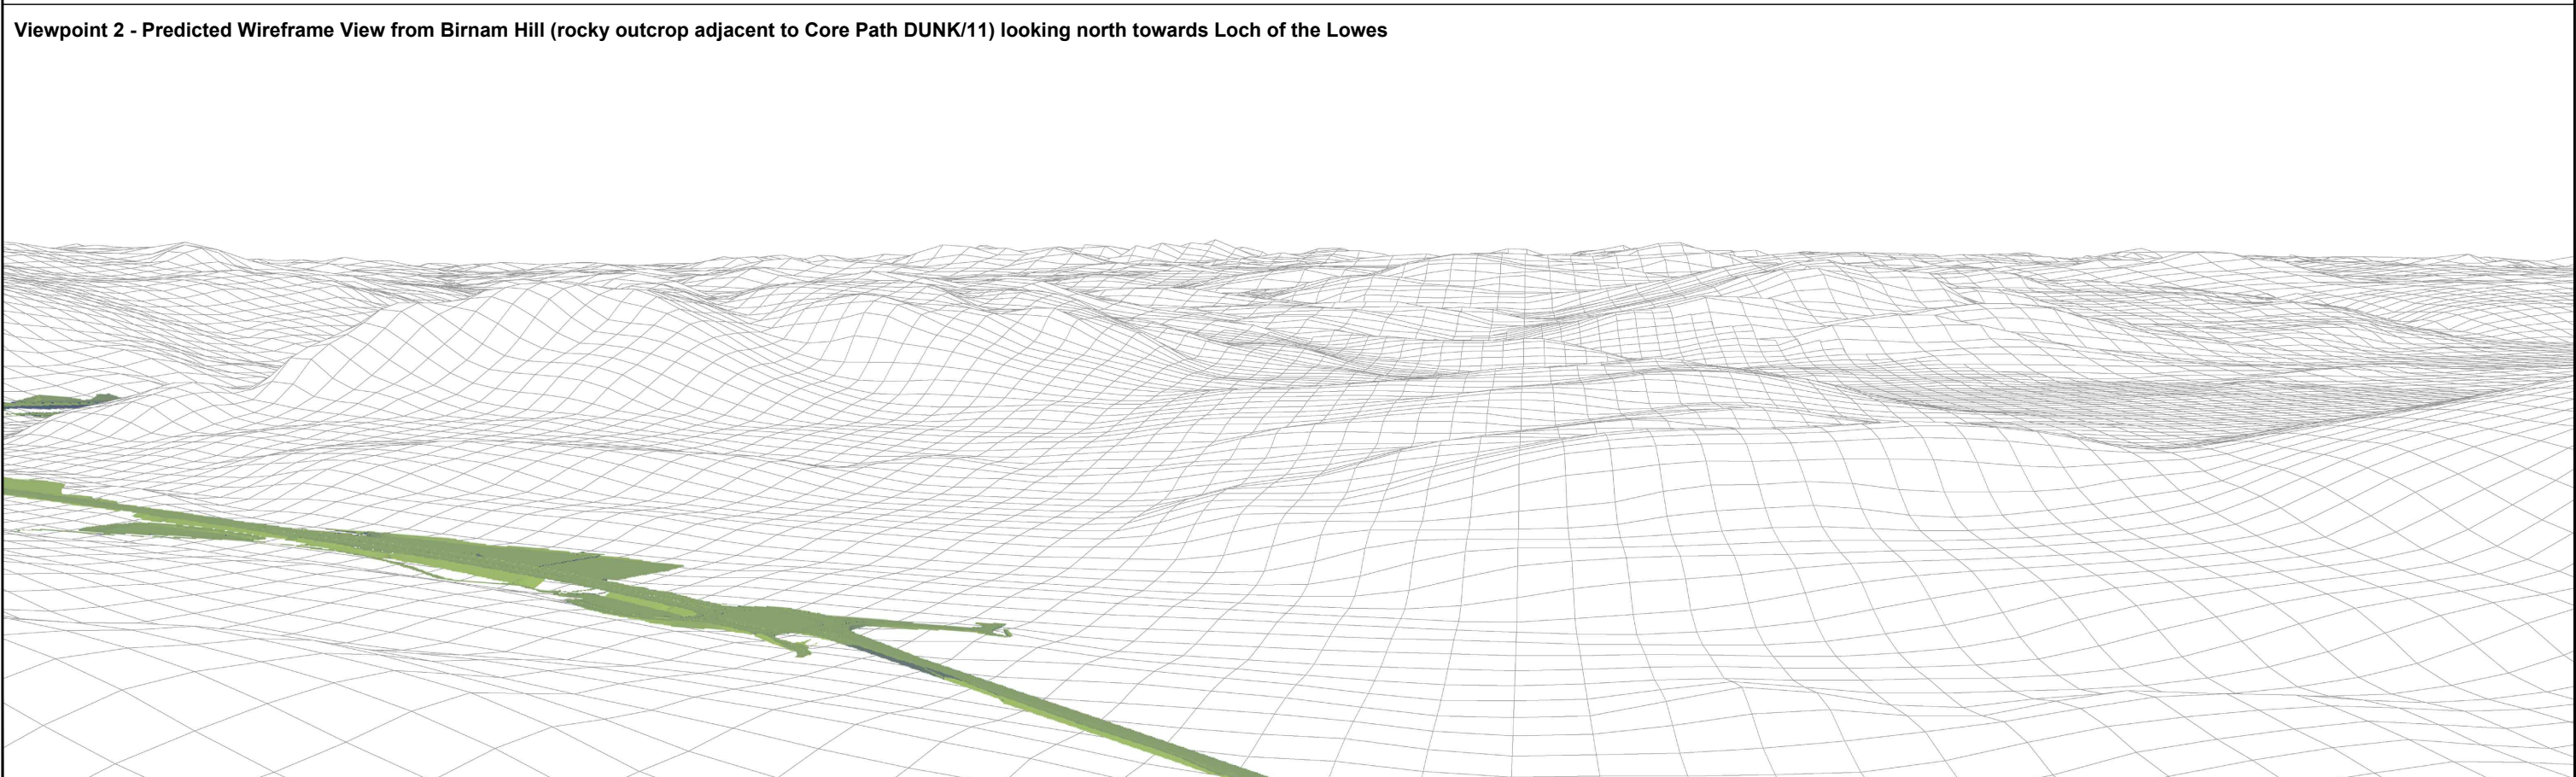 Viewpoint 2 - Predicted Wireframe View from Birnam Hill (rocky outcrop adjacent to Core Path DUNK/11) looking north towards Loch of the Lowes